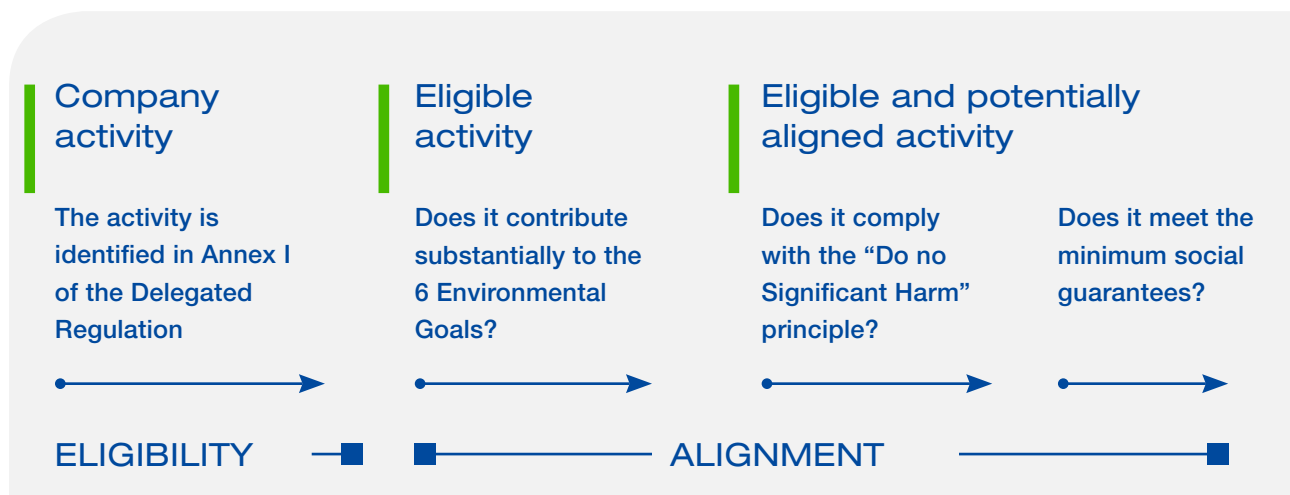 Company
activity
The activity is
identified in Annex I
of the Delegated
Regulation
Eligible
activity
Does it contribute
substantially to the
6 Environmental
Goals?
Eligible and potentially
aligned activity
Does it comply
with the “Do no
Significant Harm”
principle?
Does it meet the
minimum social
guarantees?
ELIGIBILITY
ALIGNMENT